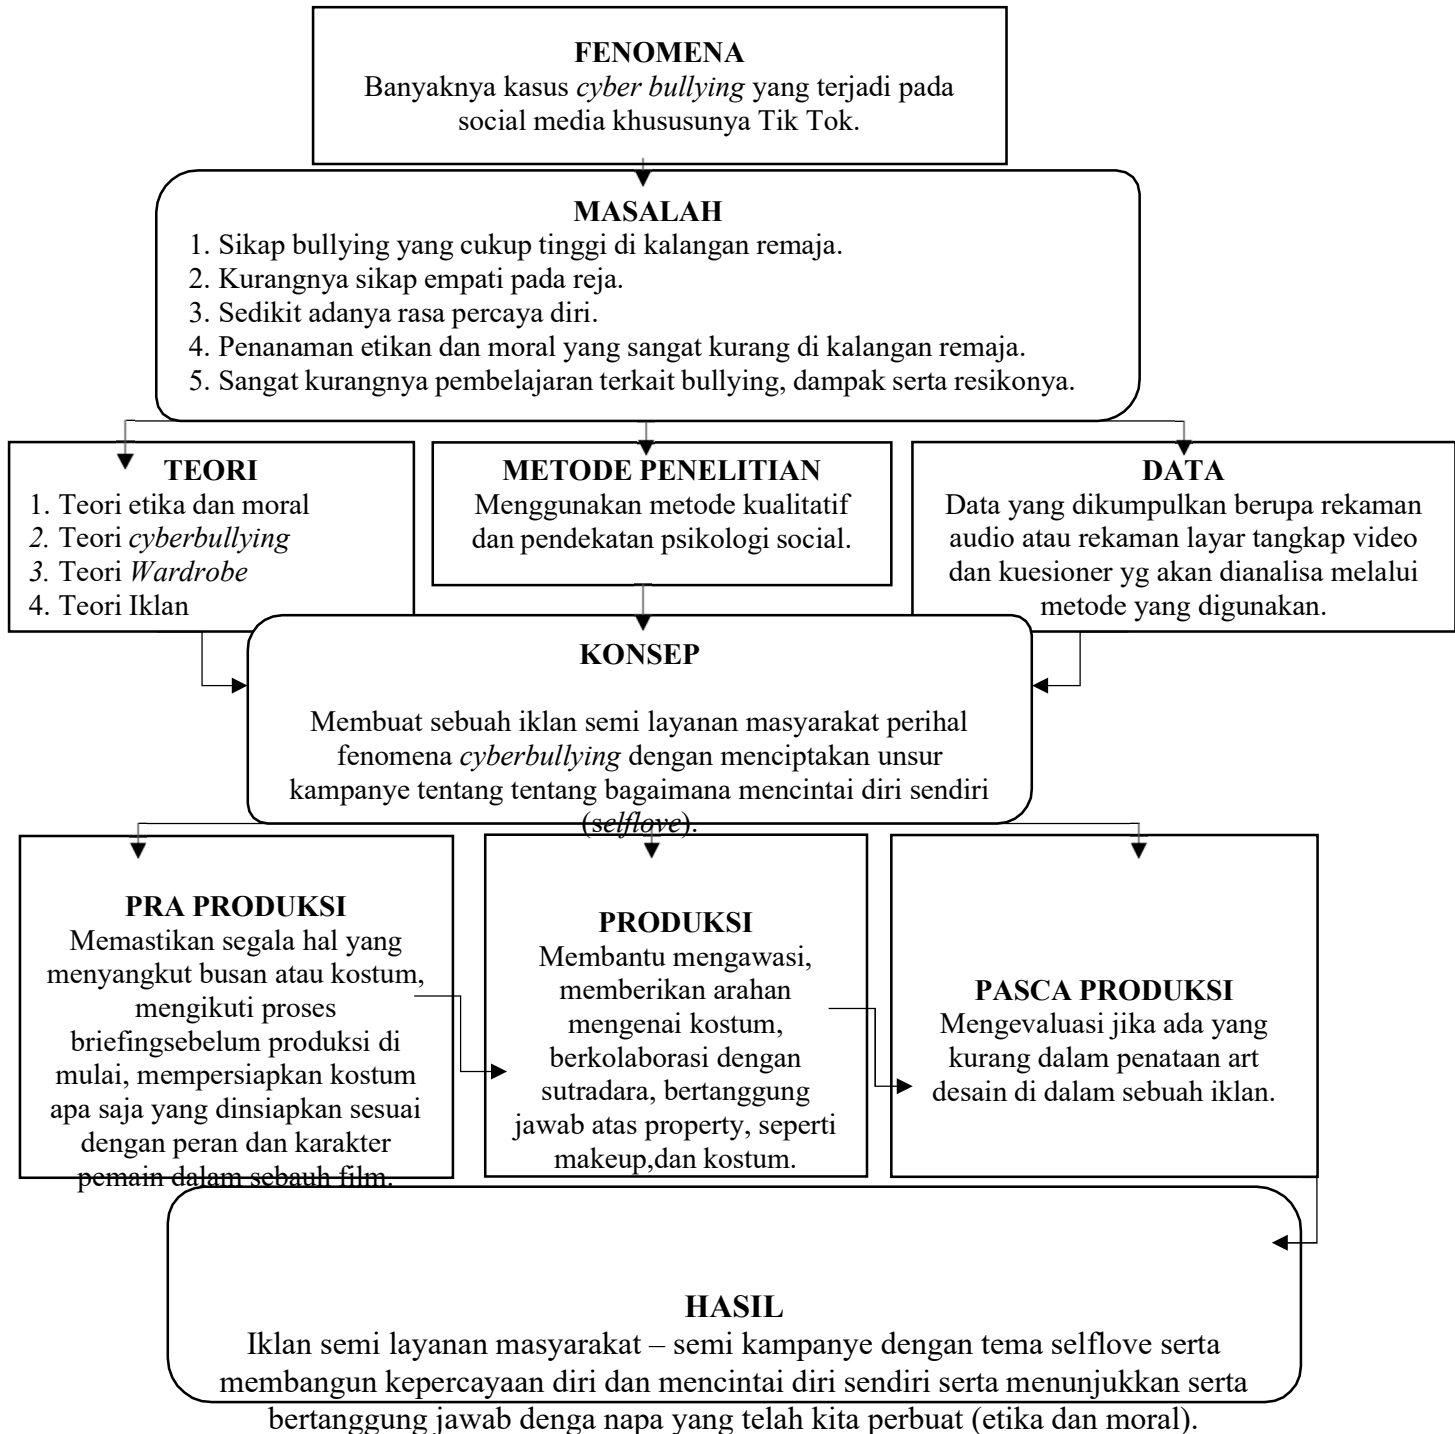 FENOMENA
Banyaknya kasus cyber bullying yang terjadi pada
social media khususunya Tik Tok.
MASALAH
1. Sikap bullying yang cukup tinggi di kalangan remaja.
2. Kurangnya sikap empati pada reja.
3. Sedikit adanya rasa percaya diri.
4. Penanaman etikan dan moral yang sangat kurang di kalangan remaja.
5. Sangat kurangnya pembelajaran terkait bullying, dampak serta resikonya.
TEORI
1. Teori etika dan moral
2. Teori cyberbullying
3. Teori Wardrobe
4. Teori Iklan
METODE PENELITIAN
Menggunakan metode kualitatif
dan pendekatan psikologi social.
DATA
Data yang dikumpulkan berupa rekaman
audio atau rekaman layar tangkap video
dan kuesioner yg akan dianalisa melalui
metode yang digunakan.
KONSEP
Membuat sebuah iklan semi layanan masyarakat perihal
fenomena cyberbullying dengan menciptakan unsur
kampanye tentang tentang bagaimana mencintai diri sendiri
(selflove).
PRA PRODUKSI
Memastikan segala hal yang
menyangkut busan atau kostum,
mengikuti proses
briefingsebelum produksi di
mulai, mempersiapkan kostum
apa saja yang dinsiapkan sesuai
dengan peran dan karakter
pemain dalam sebauh film.
PRODUKSI
Membantu mengawasi,
memberikan arahan
mengenai kostum,
berkolaborasi dengan
sutradara, bertanggung
jawab atas property, seperti
makeup,dan kostum.
PASCA PRODUKSI
Mengevaluasi jika ada yang
kurang dalam penataan art
desain di dalam sebuah iklan.
HASIL
Iklan semi layanan masyarakat – semi kampanye dengan tema selflove serta
membangun kepercayaan diri dan mencintai diri sendiri serta menunjukkan serta
bertanggung jawab denga napa yang telah kita perbuat (etika dan moral).